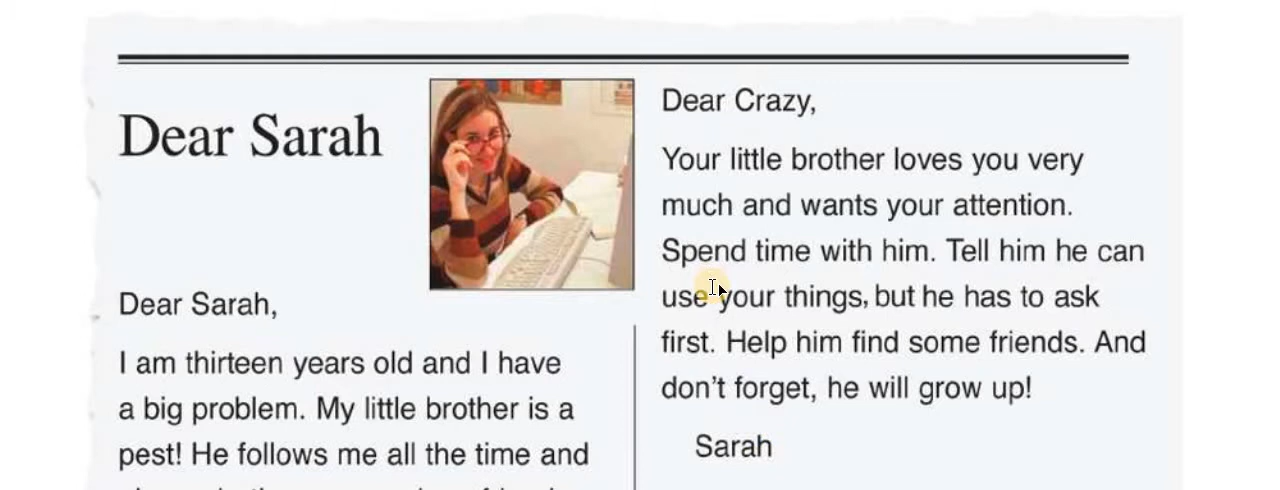 Dear Sarah
Dear Sarah,
I am thirteen years old and I have
a big problem. My little brother is a
pest! He follows me all the time and
Dear Crazy,
Your little brother loves you very
much and wants your attention.
Spend time with him. Tell him he can
use your things, but he has to ask
first. Help him find some friends. And
don't forget, he will grow up!
Sarah